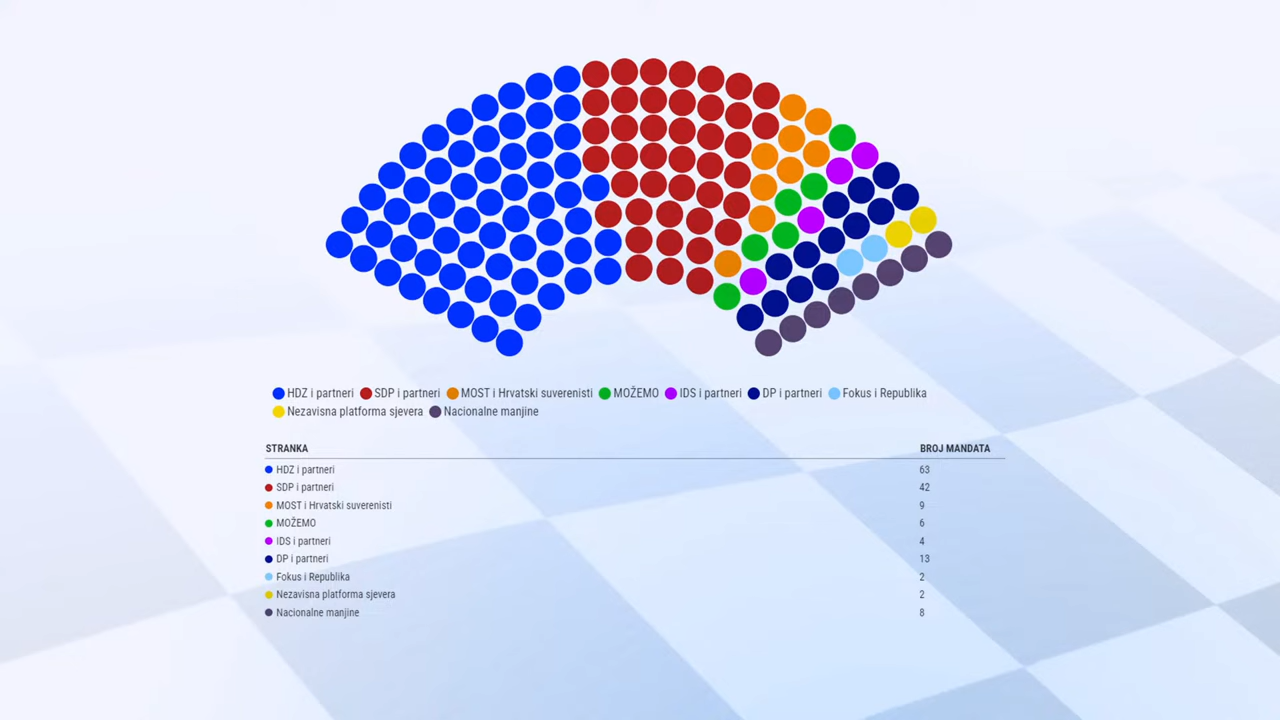 HDZ i partneri SDP i partneri MOST i Hrvatski suverenisti MOŽEMO IDS i partneri DP i partneri Fokus i Republika
Nezavisna platforma sjevera Nacionalne manjine
STRANKA BROJ MANDATA
HDZ i partneri 63
SDP i partneri 42
MOST i Hrvatski suverenisti 9
MOŽEMO 6
IDS i partneri 4
DP i partneri 13
Fokus i Republika 2
Nezavisna platforma sjevera 2
Nacionalne manjine 8